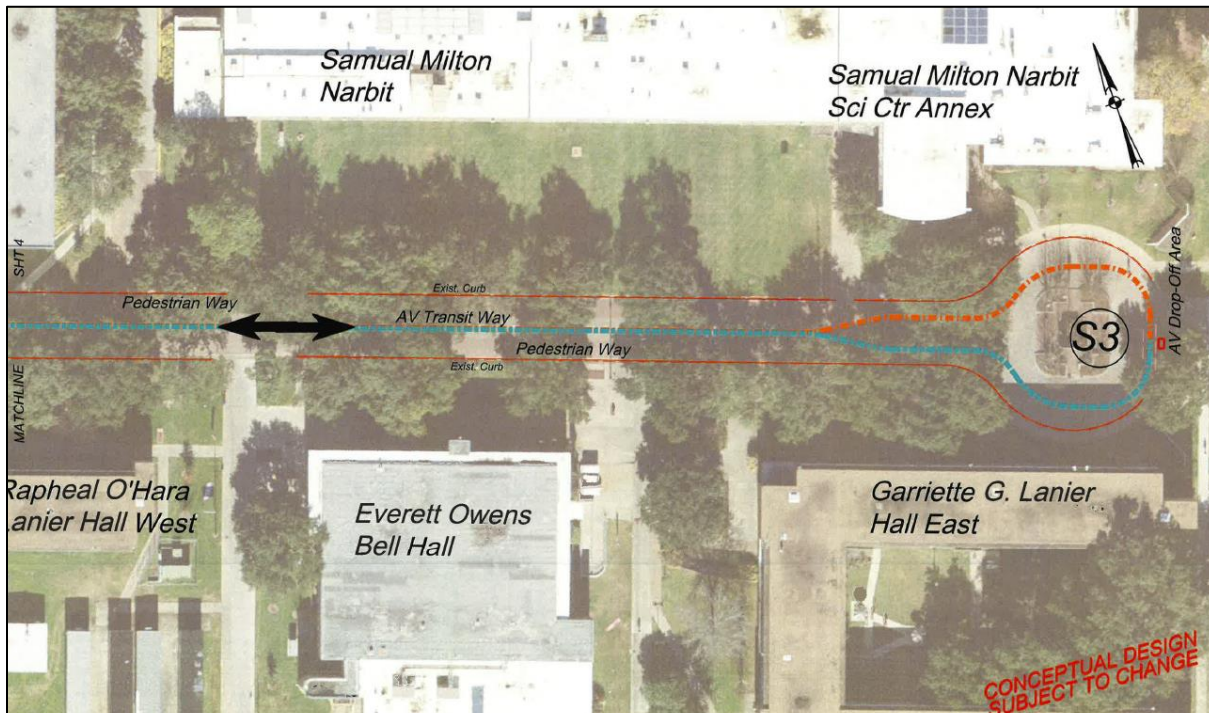 Samual Milton
Narbit
Samual Milton Narbit
Sci Ctr Annex
SHT 4
MATCHLINE
Pedestrian Way
Exist. Curb
AV Transit Way
Pedestrian Way
Exist. Curb
S3
AV Drop-Off Area
Rapheal O'Hara
Lanier Hall West
Everett Owens
Bell Hall
Garriette G. Lanier
Hall East
CONCEPTUAL DESIGN
SUBJECT TO CHANGE